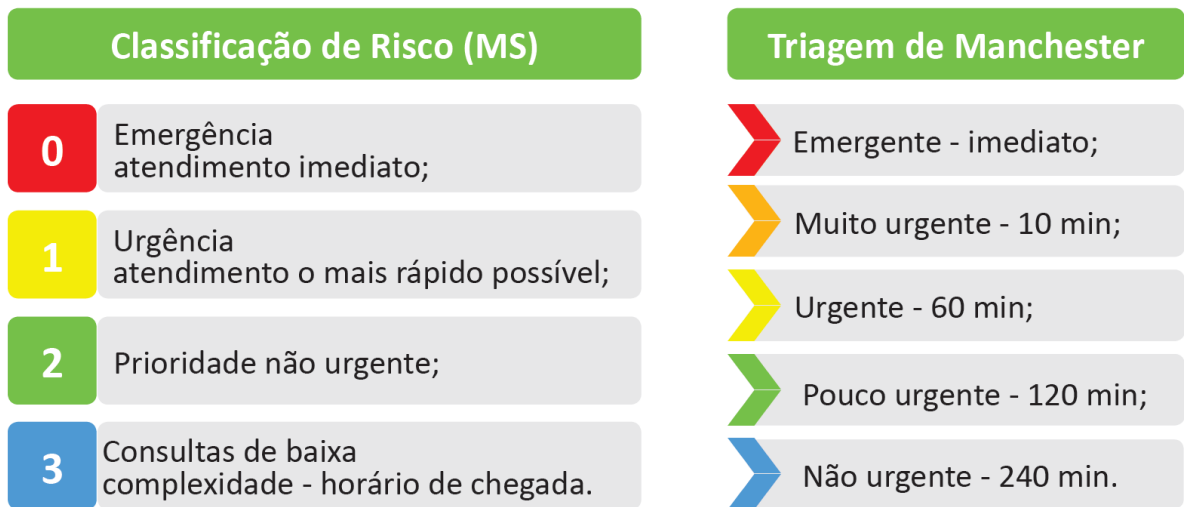 Classificação de Risco (MS)
0
Emergência
atendimento imediato;
1
Urgência
atendimento o mais rápido possível;
2
Prioridade não urgente;
3
Consultas de baixa
complexidade - horário de chegada.
Triagem de Manchester
Emergente - imediato;
Muito urgente - 10 min;
Urgente - 60 min;
Pouco urgente - 120 min;
Não urgente - 240 min.